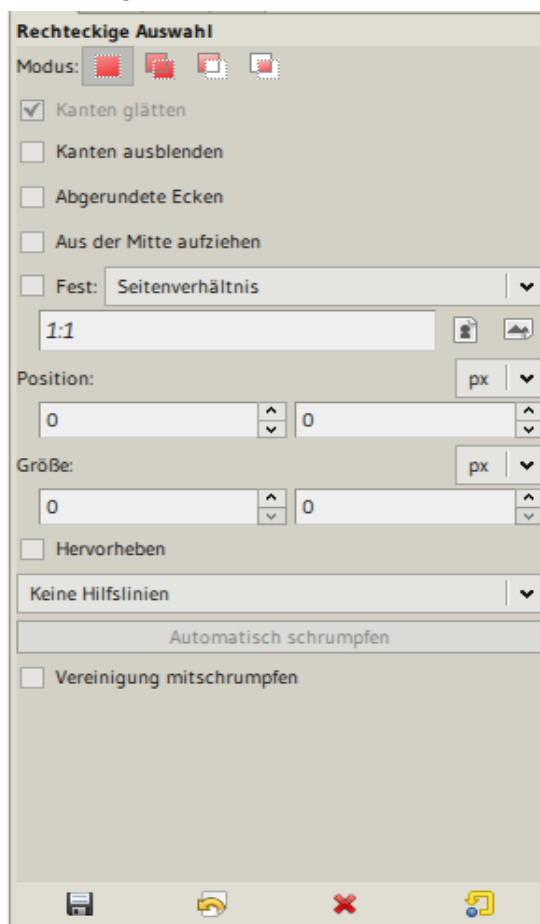 Rechteckige Auswahl
Modus:
Kanten glätten
Kanten ausblenden
Abgerundete Ecken
Aus der Mitte aufziehen
Fest: Seitenverhältnis
1:1
Position: px
0 0
Größe: px
0 0
Hervorheben
Keine Hilfslinien
Automatisch schrumpfen
Vereinigung mitschrumpfen